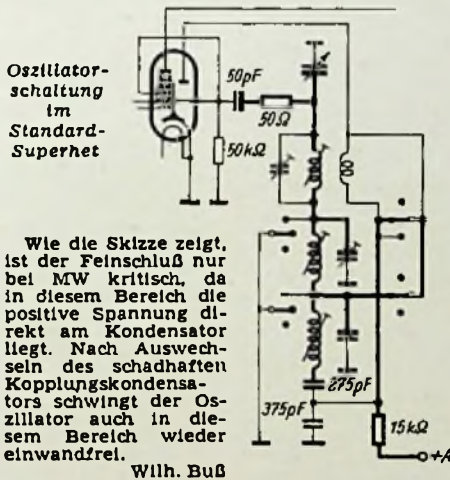 Oszillator-
schaltung
im
Standard-
Superhet
50pF
50Ω
50kΩ
Wie die Skizze zeigt,
ist der Feinschluß nur
bei MW kritisch, da
in diesem Bereich die
positive Spannung di-
rekt am Kondensator
liegt. Nach Auswech-
seln des schadhaften
Kopplungskondensa-
tors schwingt der Os-
zillator auch in die-
sem Bereich wieder
einwandfrei.
Wilh. Buß
275pF
375pF
15kΩ
+A